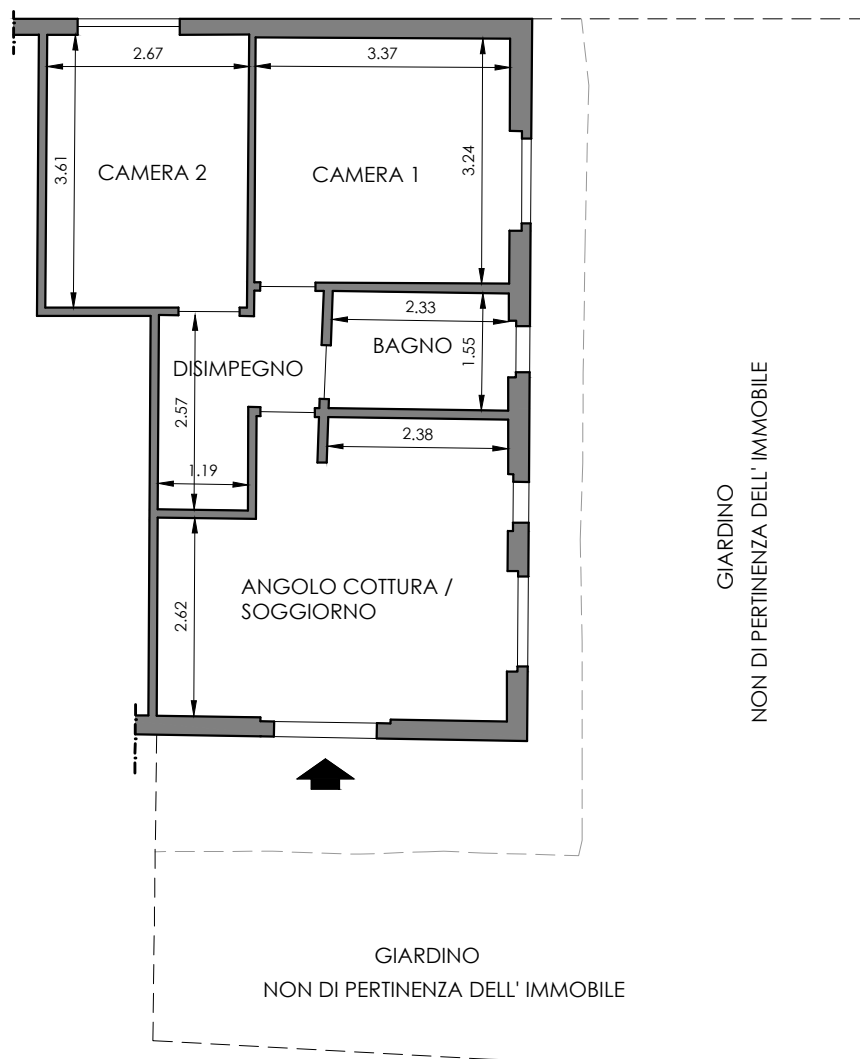 2.67
3.37
3.61
3.24
CAMERA 2
CAMERA 1
2.33
1.55
BAGNO
DISIMPEGNO
2.57
2.38
1.19
ANGOLO COTTURA /
SOGGIORNO
2.62
GIARDINO
NON DI PERTINENZA DELL' IMMOBILE
GIARDINO
NON DI PERTINENZA DELL' IMMOBILE